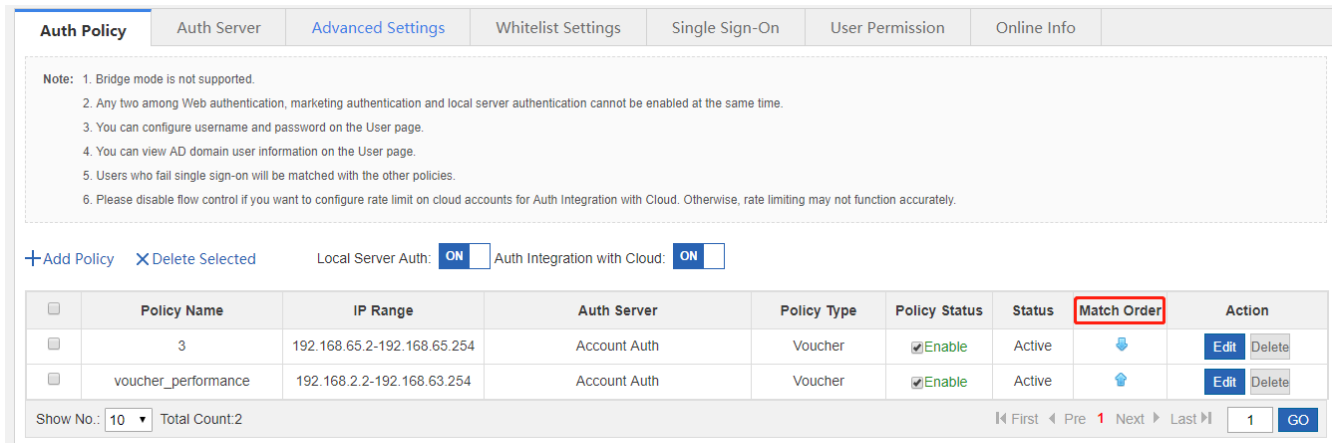 Auth Policy Auth Server Advanced Settings Whitelist Settings Single Sign-On User Permission Online Info
Note: 1. Bridge mode is not supported.
2. Any two among Web authentication, marketing authentication and local server authentication cannot be enabled at the same time.
3. You can configure username and password on the User page.
4. You can view AD domain user information on the User page.
5. Users who fail single sign-on will be matched with the other policies.
6. Please disable flow control if you want to configure rate limit on cloud accounts for Auth Integration with Cloud. Otherwise, rate limiting may not function accurately.
Add Policy Delete Selected Local Server Auth: ON Auth Integration with Cloud: ON
Policy Name IP Range Auth Server Policy Type Policy Status Status Match Order Action
3 192.168.65.2-192.168.65.254 Account Auth Voucher Enable Active Edit Delete
voucher_performance 192.168.2.2-192.168.63.254 Account Auth Voucher Enable Active Edit Delete
Show No.: 10 Total Count:2 First Pre 1 Next Last 1 GO